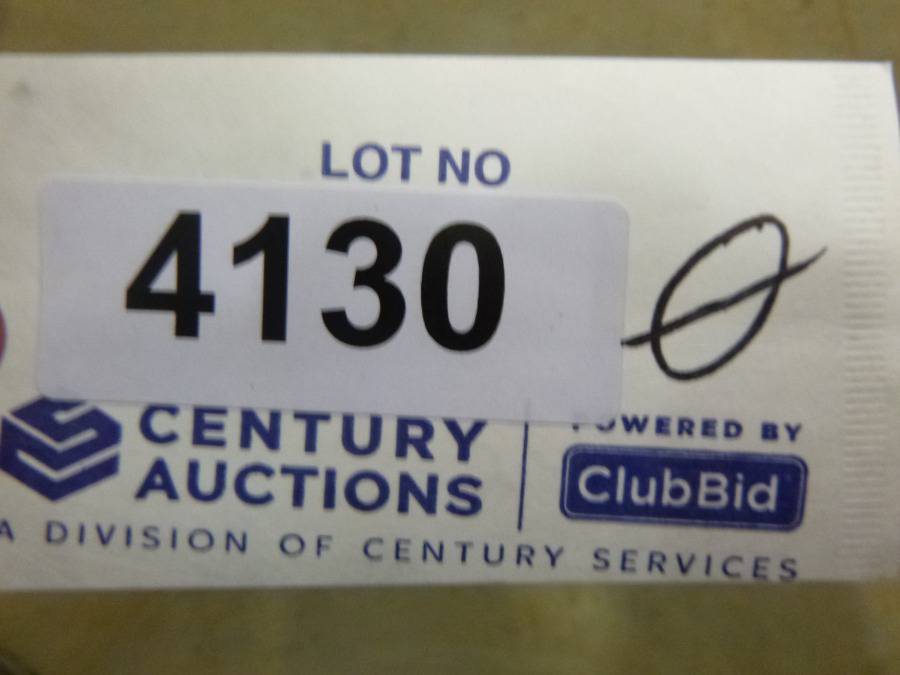 LOT NO
4130 Ø
CENTURY
AUCTIONS
POWERED BY
ClubBid
A DIVISION OF CENTURY SERVICES